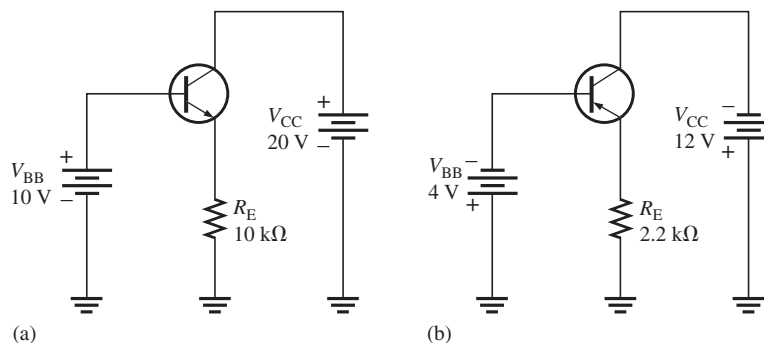 +
V_BB
10 V
−
+
V_CC
20 V
−
R_E
10 kΩ
(a)
−
V_BB
4 V
+
−
V_CC
12 V
+
R_E
2.2 kΩ
(b)